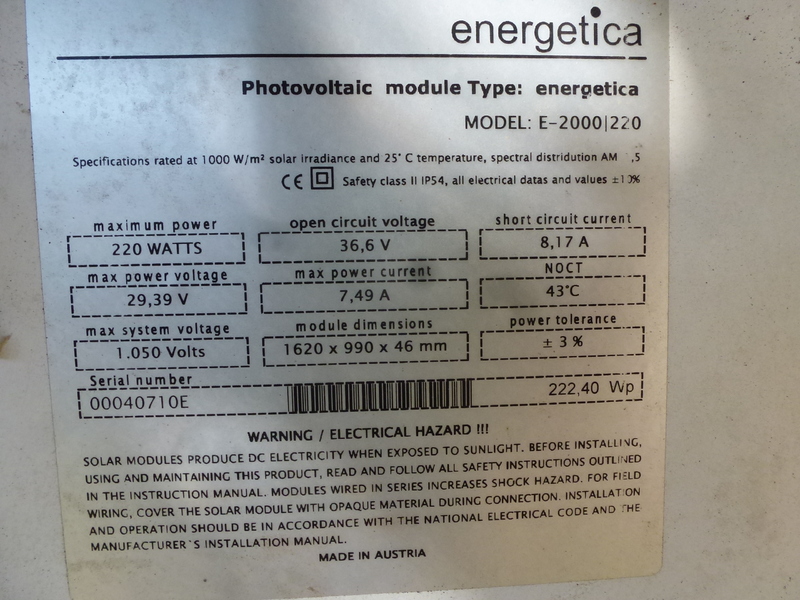 energetica
Photovoltaic module Type: energetica
MODEL: E-2000|220
Specifications rated at 1000 W/m² solar irradiance and 25° C temperature, spectral distridution AM ,5
CE Safety class II IP54, all electrical datas and values ±10%
maximum power open circuit voltage short circuit current
220 WATTS 36,6 V 8,17 A
max power voltage max power current NOCT
29,39 V 7,49 A 43°C
max system voltage module dimensions power tolerance
1.050 Volts 1620 x 990 x 46 mm ± 3 %
Serial number
00040710E 222,40 Wp
WARNING / ELECTRICAL HAZARD !!!
SOLAR MODULES PRODUCE DC ELECTRICITY WHEN EXPOSED TO SUNLIGHT. BEFORE INSTALLING,
USING AND MAINTAINING THIS PRODUCT, READ AND FOLLOW ALL SAFETY INSTRUCTIONS OUTLINED
IN THE INSTRUCTION MANUAL. MODULES WIRED IN SERIES INCREASES SHOCK HAZARD. FOR FIELD
WIRING, COVER THE SOLAR MODULE WITH OPAQUE MATERIAL DURING CONNECTION. INSTALLATION
AND OPERATION SHOULD BE IN ACCORDANCE WITH THE NATIONAL ELECTRICAL CODE AND THE
MANUFACTURER`S INSTALLATION MANUAL.
MADE IN AUSTRIA